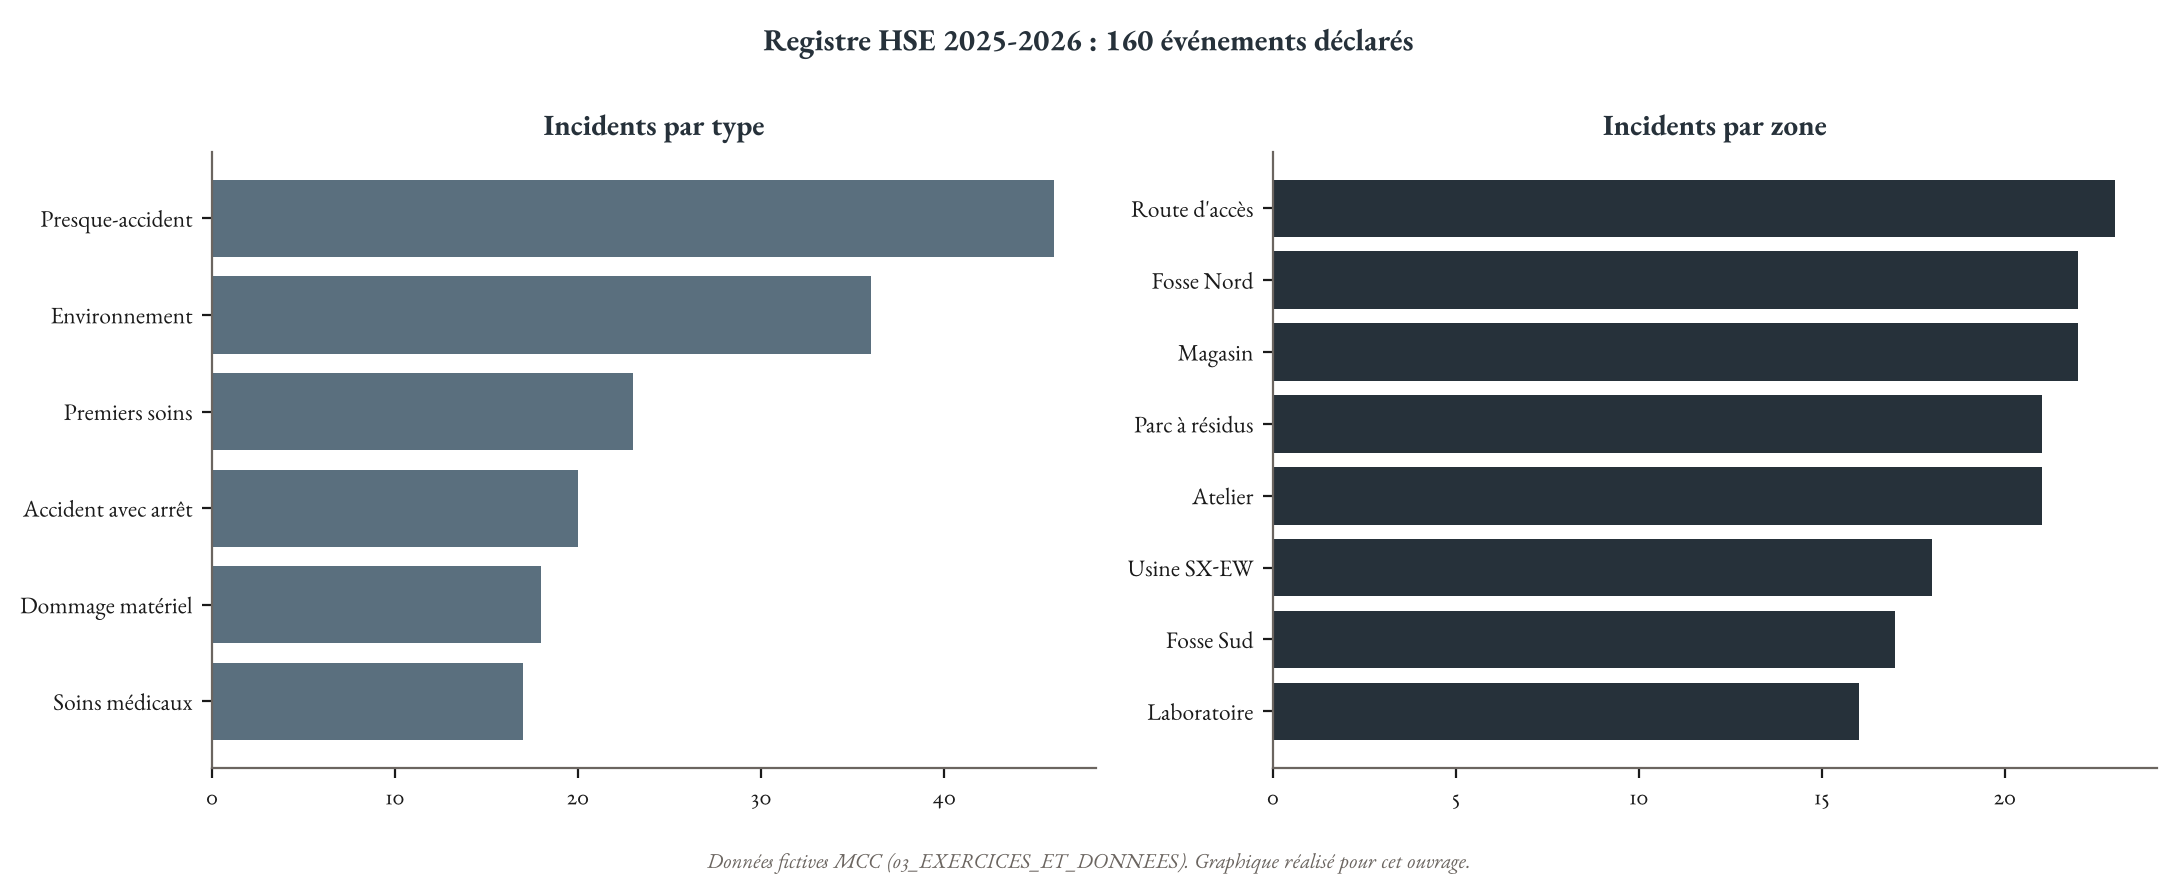 Registre HSE 2025-2026 : 160 événements déclarés
Incidents par type
Presque-accident
Environnement
Premiers soins
Accident avec arrêt
Dommage matériel
Soins médicaux
0 10 20 30 40
Incidents par zone
Route d'accès
Fosse Nord
Magasin
Parc à résidus
Atelier
Usine SX-EW
Fosse Sud
Laboratoire
0 5 10 15 20
Données fictives MCC (03_EXERCICES_ET_DONNEES). Graphique réalisé pour cet ouvrage.